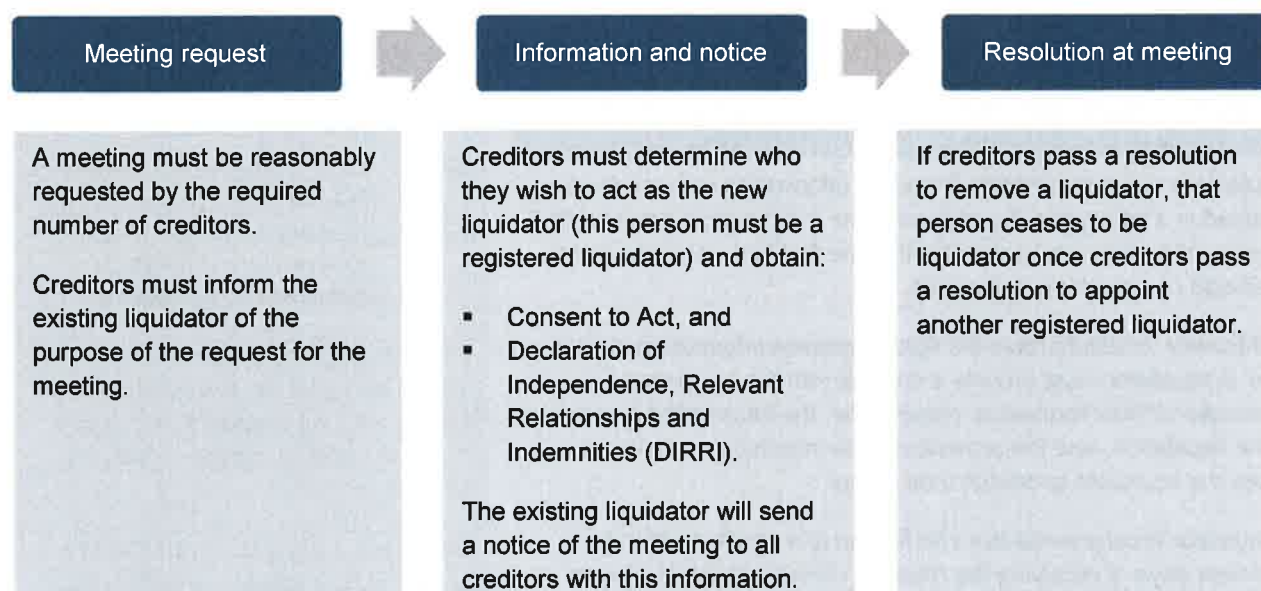 Meeting request
Information and notice
Resolution at meeting
A meeting must be reasonably
requested by the required
number of creditors.
Creditors must inform the
existing liquidator of the
purpose of the request for the
meeting.
Creditors must determine who
they wish to act as the new
liquidator (this person must be a
registered liquidator) and obtain:
▪ Consent to Act, and
▪ Declaration of
Independence, Relevant
Relationships and
Indemnities (DIRRI).
The existing liquidator will send
a notice of the meeting to all
creditors with this information.
If creditors pass a resolution
to remove a liquidator, that
person ceases to be
liquidator once creditors pass
a resolution to appoint
another registered liquidator.